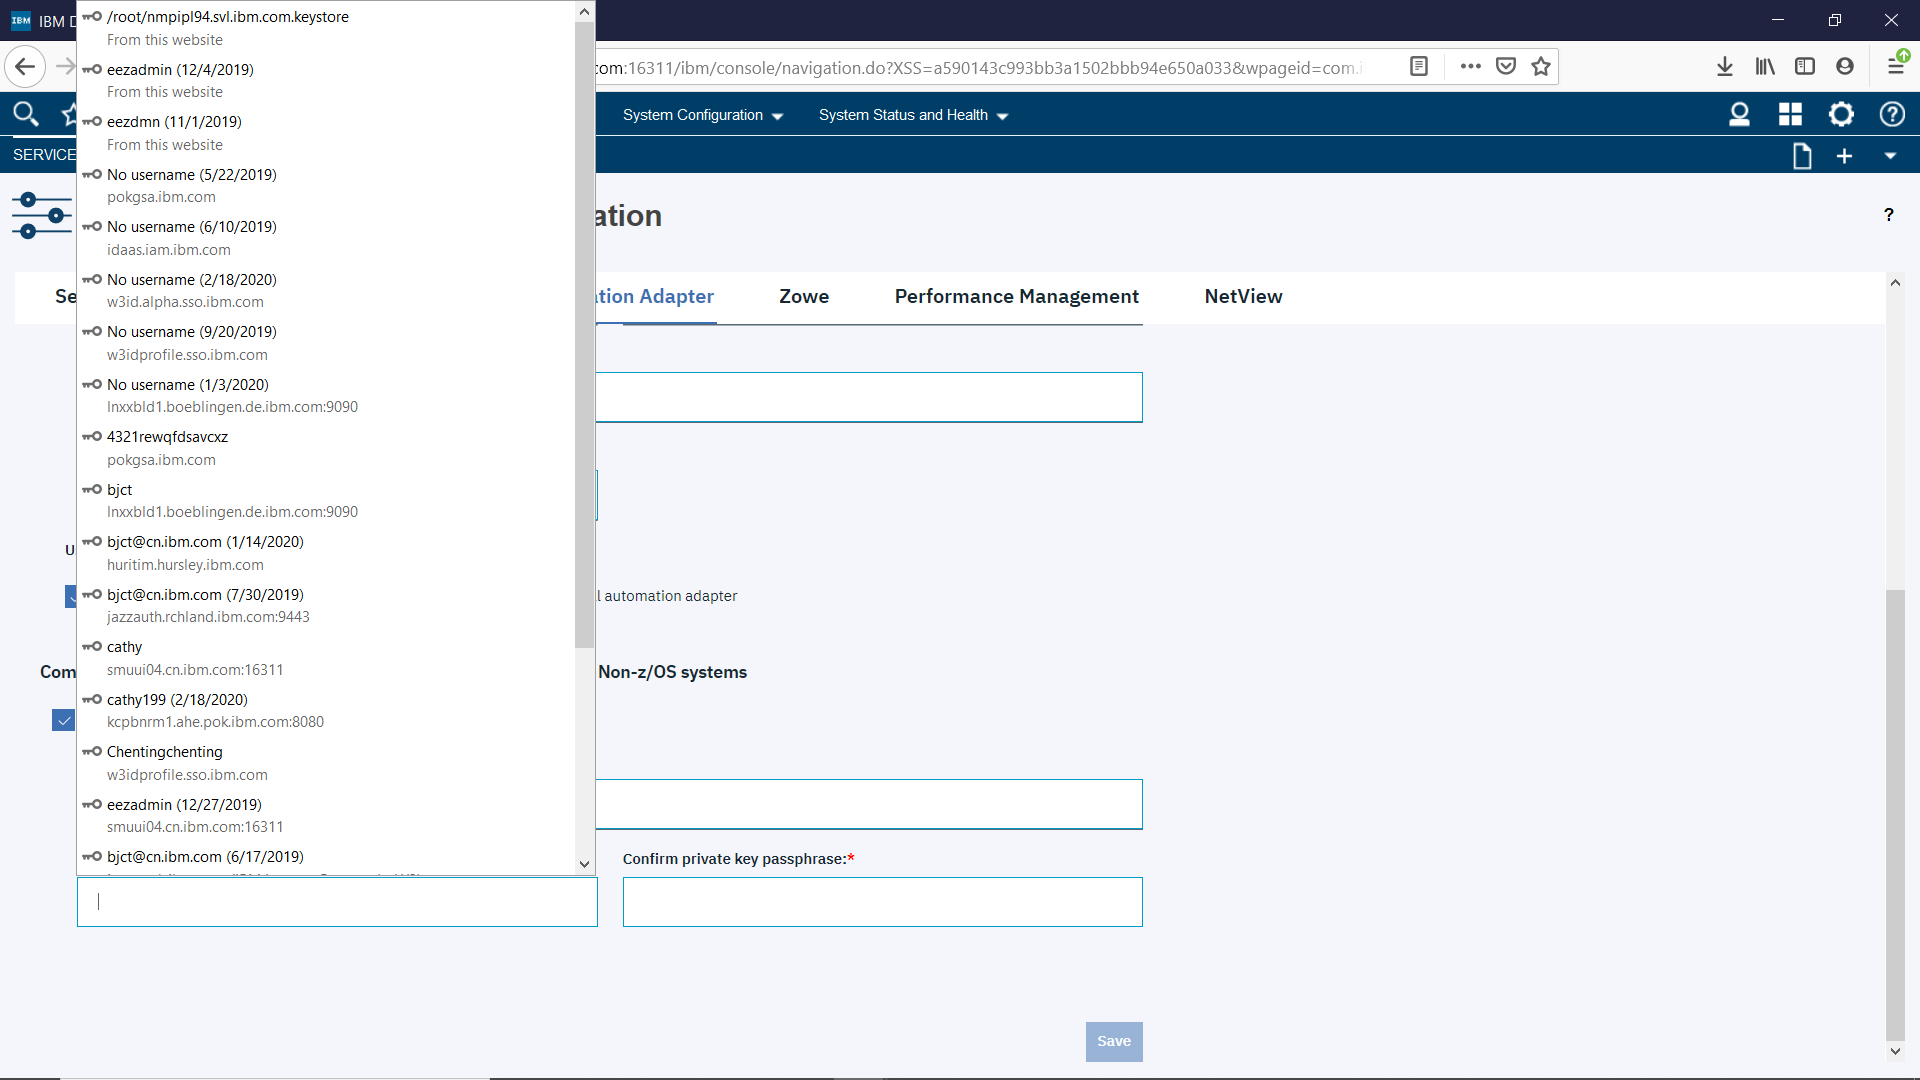 IBM
IBM D
/root/nmpipl94.svl.ibm.com.keystore
From this website
eezadmin (12/4/2019)
From this website
eezdmn (11/1/2019)
From this website
No username (5/22/2019)
pokgsa.ibm.com
No username (6/10/2019)
idaas.iam.ibm.com
No username (2/18/2020)
w3id.alpha.sso.ibm.com
No username (9/20/2019)
w3idprofile.sso.ibm.com
No username (1/3/2020)
lnxxbld1.boeblingen.de.ibm.com:9090
4321rewqfdsavcxz
pokgsa.ibm.com
bjct
lnxxbld1.boeblingen.de.ibm.com:9090
bjct@cn.ibm.com (1/14/2020)
huritim.hursley.ibm.com
bjct@cn.ibm.com (7/30/2019)
jazzauth.rchland.ibm.com:9443
cathy
smuui04.cn.ibm.com:16311
cathy199 (2/18/2020)
kcpbnrm1.ahe.pok.ibm.com:8080
Chentingchenting
w3idprofile.sso.ibm.com
eezadmin (12/27/2019)
smuui04.cn.ibm.com:16311
bjct@cn.ibm.com (6/17/2019)
com:16311/ibm/console/navigation.do?XSS=a590143c993bb3a1502bbb94e650a033&wpageid=com.i
System Configuration
System Status and Health
SERVICE
ation
?
Se
ation Adapter
Zowe
Performance Management
NetView
U
l automation adapter
Com
Non-z/OS systems
Confirm private key passphrase:*
Save